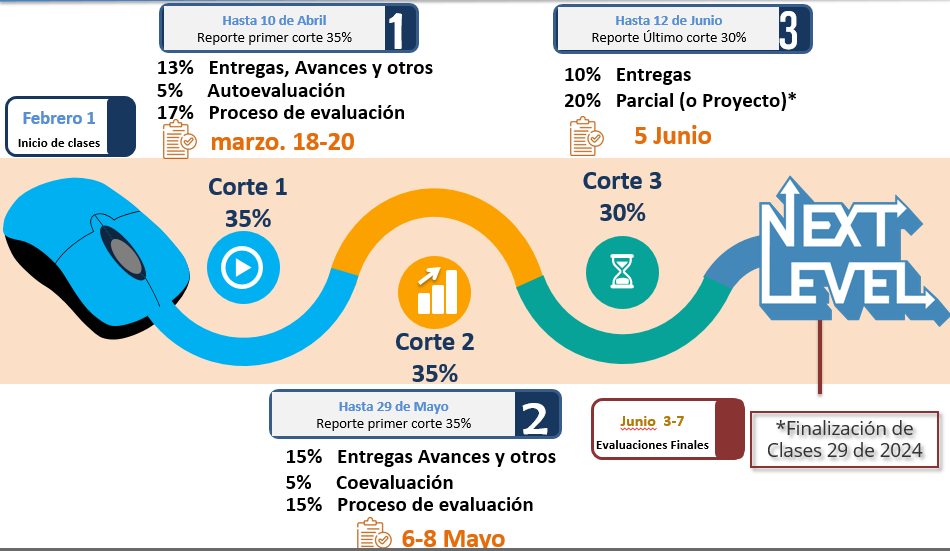 Hasta 10 de Abril
Reporte primer corte 35%
1
13% Entregas, Avances y otros
5% Autoevaluación
17% Proceso de evaluación
marzo. 18-20
Hasta 12 de Junio
Reporte Último corte 30%
3
10% Entregas
20% Parcial (o Proyecto)*
5 Junio
Febrero 1
Inicio de clases
Corte 1
35%
Corte 2
35%
Corte 3
30%
NEXT
LEVEL
Hasta 29 de Mayo
Reporte primer corte 35%
2
15% Entregas Avances y otros
5% Coevaluación
15% Proceso de evaluación
6-8 Mayo
Junio 3-7
Evaluaciones Finales
*Finalización de
Clases 29 de 2024